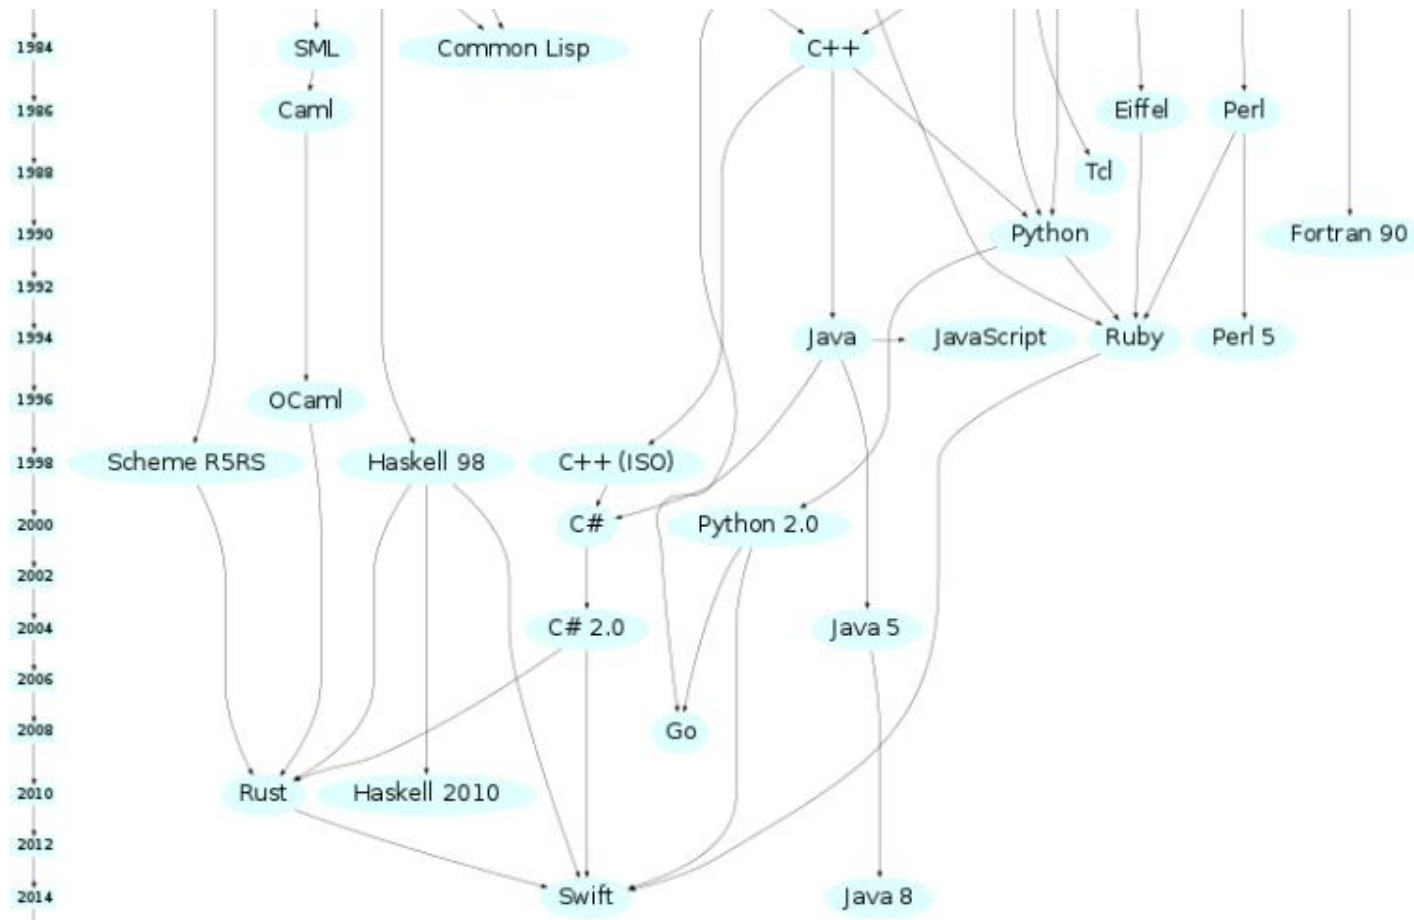 1984 SML Common Lisp C++
1986 Caml Eiffel Perl
1988 Tcl
1990 Python Fortran 90
1992
1994 Java JavaScript Ruby Perl 5
1996 OCaml
1998 Scheme R5RS Haskell 98 C++ (ISO)
2000 C# Python 2.0
2002
2004 C# 2.0 Java 5
2006
2008 Go
2010 Rust Haskell 2010
2012
2014 Swift Java 8